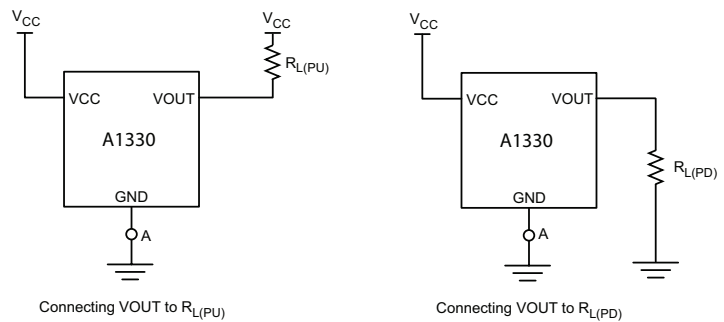 VCC
VCC
RL(PU)
VCC
VOUT
A1330
GND
A
Connecting VOUT to RL(PU)
VCC
VCC
VOUT
A1330
RL(PD)
GND
A
Connecting VOUT to RL(PD)